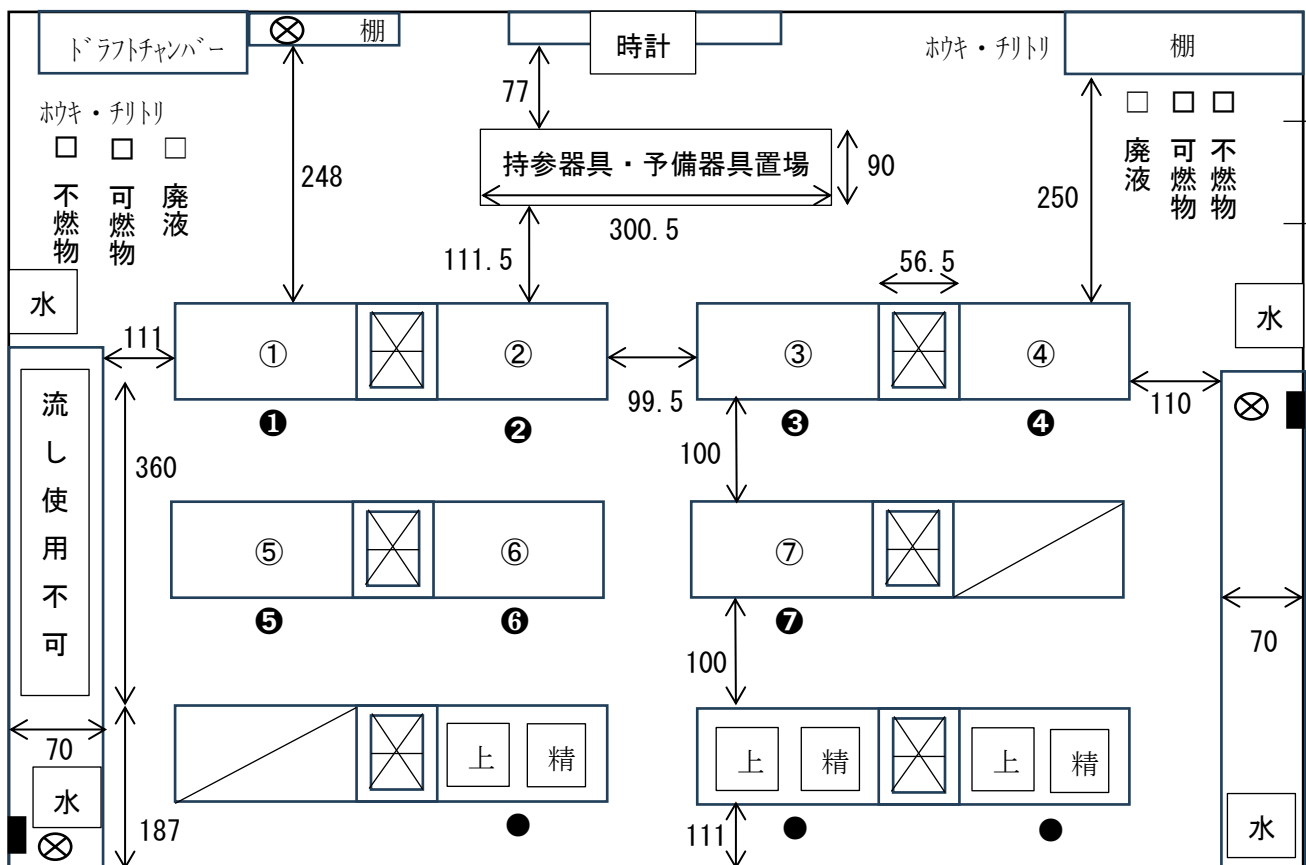 ﾄﾞﾗﾌﾄﾁｬﾝﾊﾞｰ
棚
時計
ﾎｳｷ・ﾁﾘﾄﾘ
棚
ﾎｳｷ・ﾁﾘﾄﾘ
不燃物
可燃物
廃液
廃液
可燃物
不燃物
77
248
持参器具・予備器具置場
90
300.5
250
111.5
56.5
水
水
111
①
②
③
④
99.5
110
❶
❷
❸
❹
流し使用不可
360
100
⑤
⑥
⑦
❺
❻
❼
70
100
70
上
精
上
精
上
精
水
187
111
水